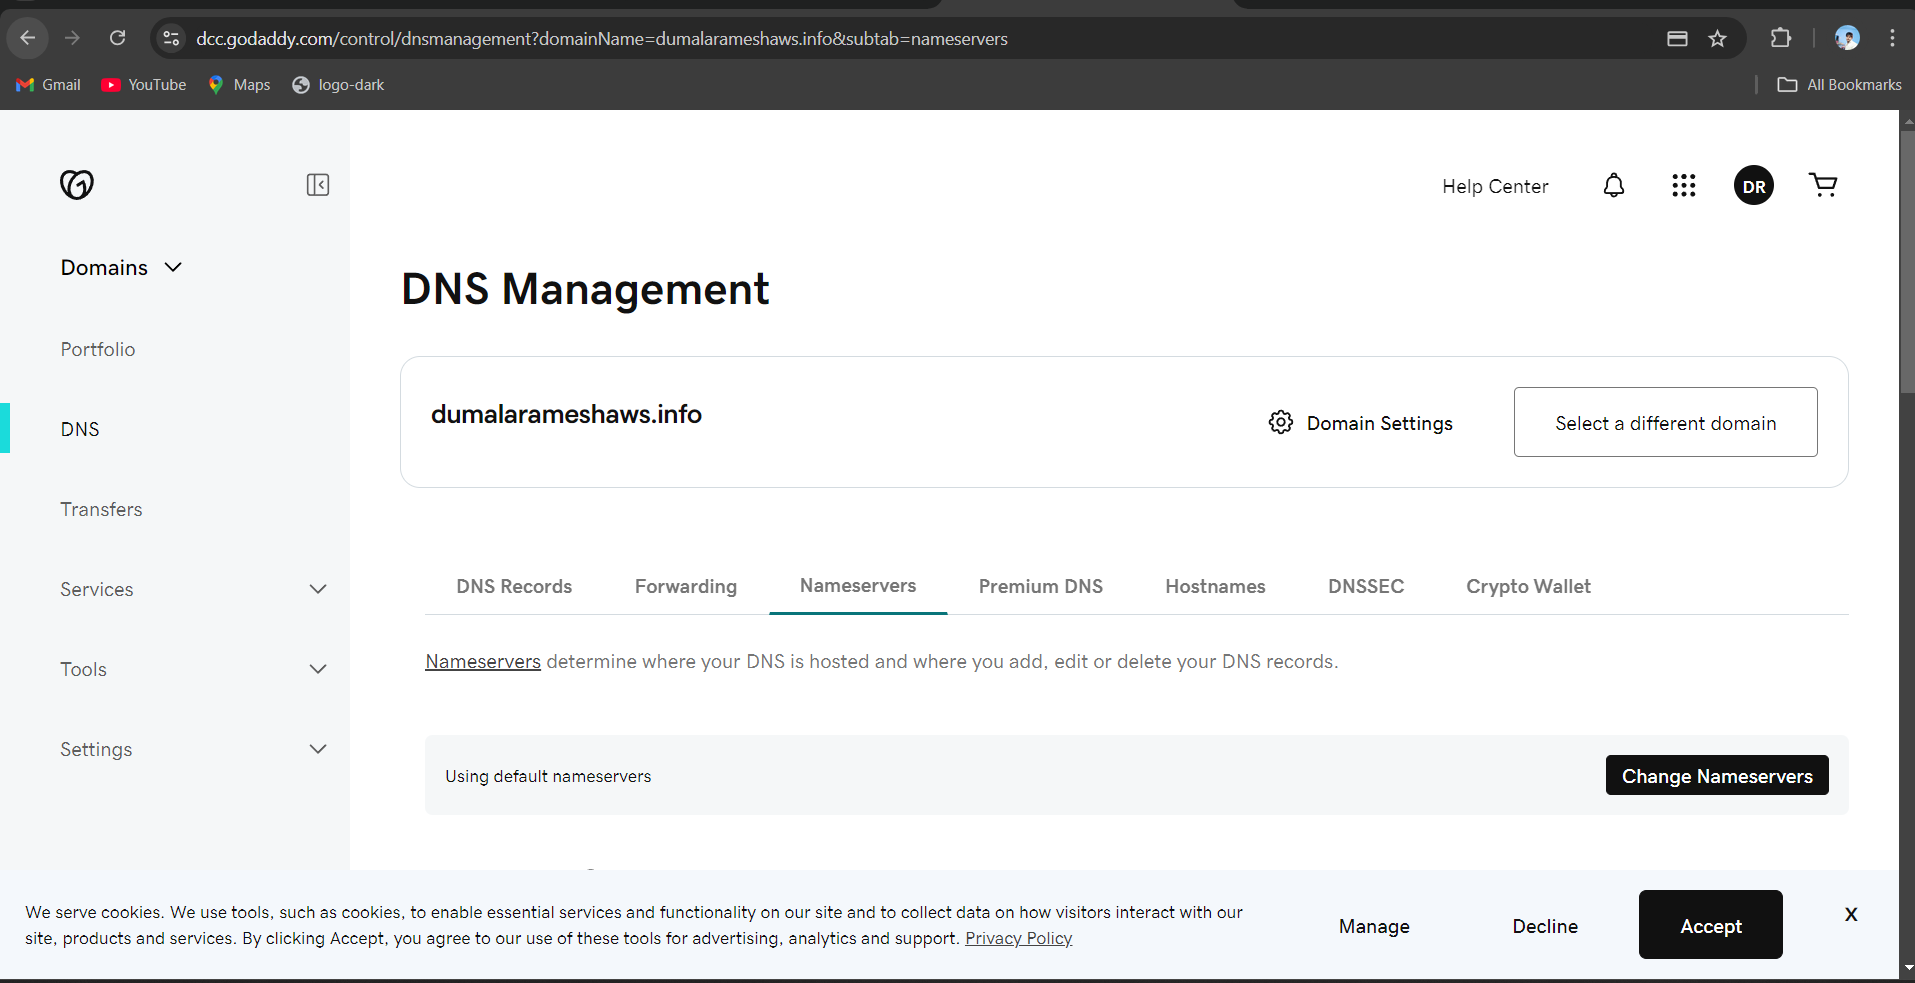 dcc.godaddy.com/control/dnsmanagement?domainName=dumalarameshaws.info&subtab=nameservers
Gmail YouTube Maps logo-dark All Bookmarks
Help Center DR
Domains
Portfolio
DNS
Transfers
Services
Tools
Settings
DNS Management
dumalarameshaws.info Domain Settings Select a different domain
DNS Records Forwarding Nameservers Premium DNS Hostnames DNSSEC Crypto Wallet
Nameservers determine where your DNS is hosted and where you add, edit or delete your DNS records.
Using default nameservers Change Nameservers
We serve cookies. We use tools, such as cookies, to enable essential services and functionality on our site and to collect data on how visitors interact with our
site, products and services. By clicking Accept, you agree to our use of these tools for advertising, analytics and support. Privacy Policy
Manage Decline Accept X